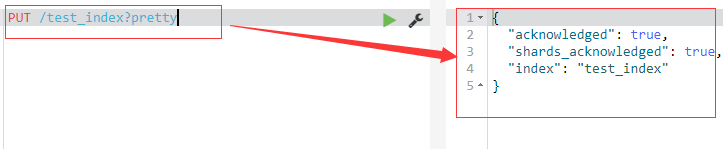 PUT /test_index?pretty
1 {
2 "acknowledged": true,
3 "shards_acknowledged": true,
4 "index": "test_index"
5 }